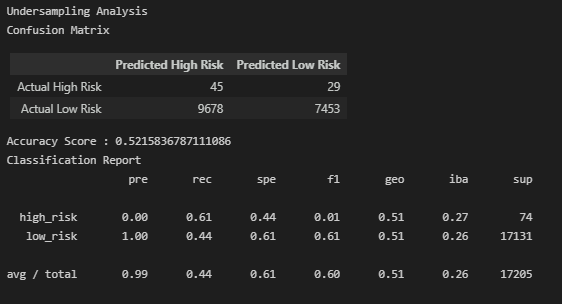 Undersampling Analysis
Confusion Matrix
Predicted High Risk Predicted Low Risk
Actual High Risk 45 29
Actual Low Risk 9678 7453
Accuracy Score : 0.5215836787111086
Classification Report
pre rec spe f1 geo iba sup
high_risk 0.00 0.61 0.44 0.01 0.51 0.27 74
low_risk 1.00 0.44 0.61 0.61 0.51 0.26 17131
avg / total 0.99 0.44 0.61 0.60 0.51 0.26 17205